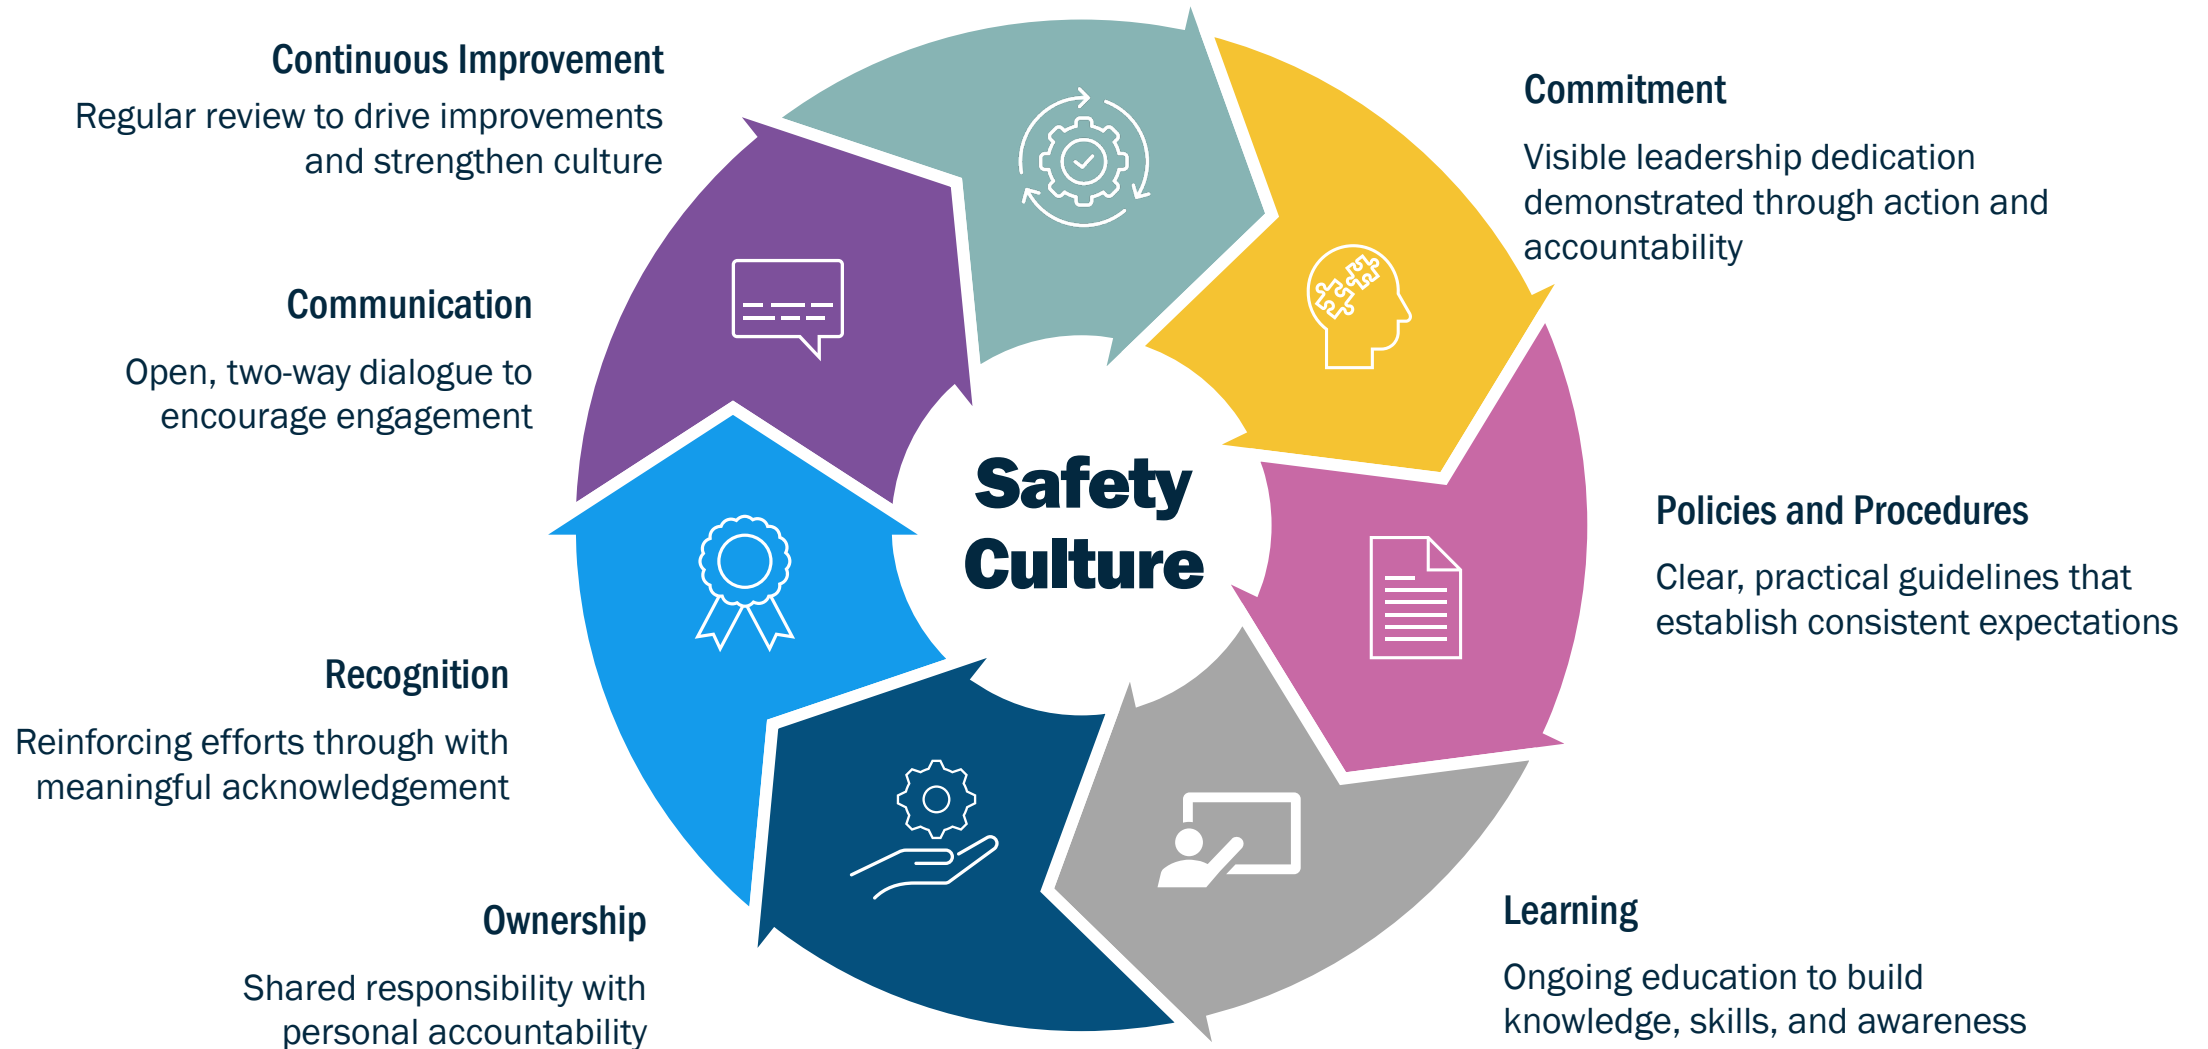 Continuous Improvement
Regular review to drive improvements
and strengthen culture
Commitment
Visible leadership dedication
demonstrated through action and
accountability
Communication
Open, two-way dialogue to
encourage engagement
Safety
Culture
Policies and Procedures
Clear, practical guidelines that
establish consistent expectations
Recognition
Reinforcing efforts through with
meaningful acknowledgement
Ownership
Shared responsibility with
personal accountability
Learning
Ongoing education to build
knowledge, skills, and awareness